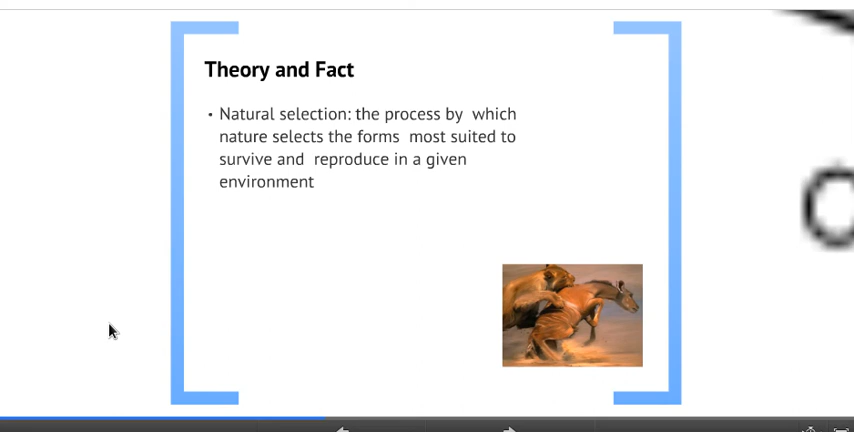 Theory and Fact
• Natural selection: the process by which
nature selects the forms most suited to
survive and reproduce in a given
environment